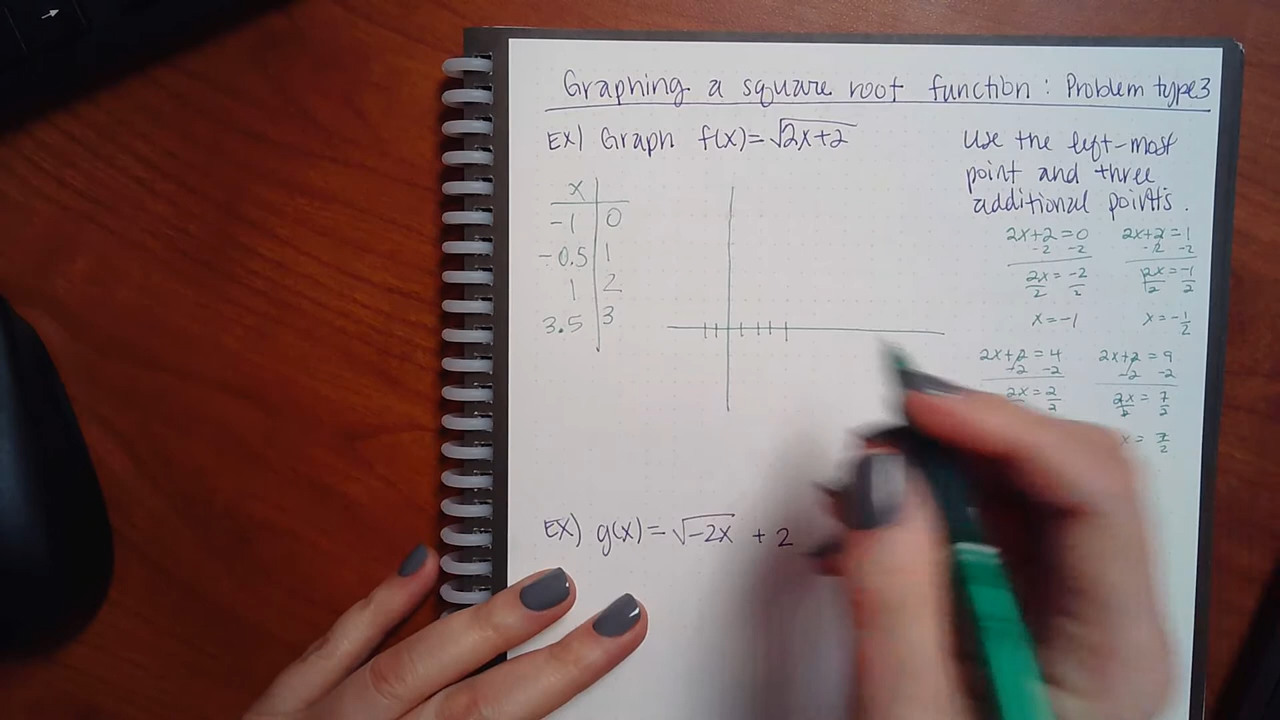 Graphing a square root function: Problem type 3
EX) Graph f(x) = √2x+2
Use the left-most
point and three
additional points.
x
-1 0
-0.5 1
1 2
3.5 3
2x+2=0
-2 -2
2x = -2
2 2
x = -1
2x+2=1
-2 -2
2x = -1
2 2
x = -1/2
2x+2=4
-2 -2
2x = 2
2
2x+2=9
-2 -2
2x = 7
2 2
x = 7/2
EX) g(x) = √-2x + 2